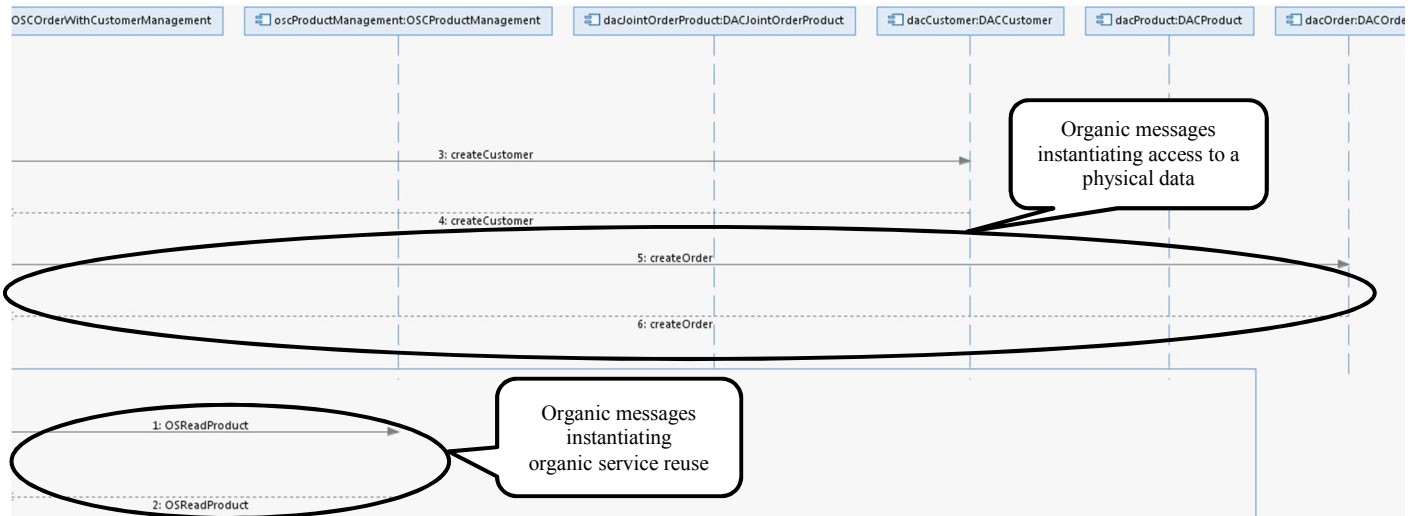 OSCOrderWithCustomerManagement
oscProductManagement:OSCProductManagement
dacJointOrderProduct:DACJointOrderProduct
dacCustomer:DACCustomer
dacProduct:DACProduct
dacOrder:DACOrde
Organic messages
instantiating access to a
physical data
3: createCustomer
4: createCustomer
5: createOrder
6: createOrder
Organic messages
instantiating
organic service reuse
1: OSReadProduct
2: OSReadProduct